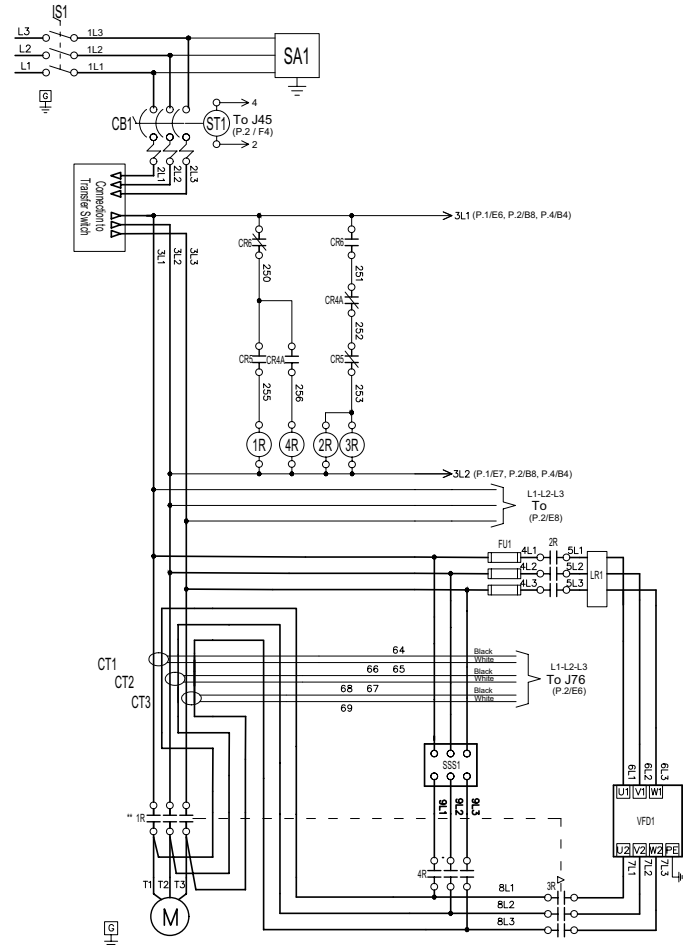 IS1
L3 1L3
L2 1L2
L1 1L1
SA1
G
CB1
ST1
4
To J45
(P.2 / F4)
2
2L1
2L2
2L3
Connection to
Transfer Switch
3L1 (P.1/E6, P.2/B8, P.4/B4)
3L1
3L2
3L3
CR6
250
CR6
251
CR4A
252
CR5
255
CR4A
256
CR5
253
1R
4R
2R
3R
3L2 (P.1/E7, P.2/B8, P.4/B4)
L1-L2-L3
To
(P.2/E8)
FU1
2R
4L1 5L1
4L2 5L2
4L3 5L3
LR1
CT1
CT2
CT3
64
66 65
68 67
69
Black
White
Black
White
Black
White
L1-L2-L3
To J76
(P.2/E6)
SSS1
9L1
9L2
9L3
6L1
6L2
6L3
U1 V1 W1
VFD1
U2 V2 W2 PE
7L1
7L2
7L3
** 1R
4R
3R
8L1
8L2
8L3
T1 T2 T3
M
G